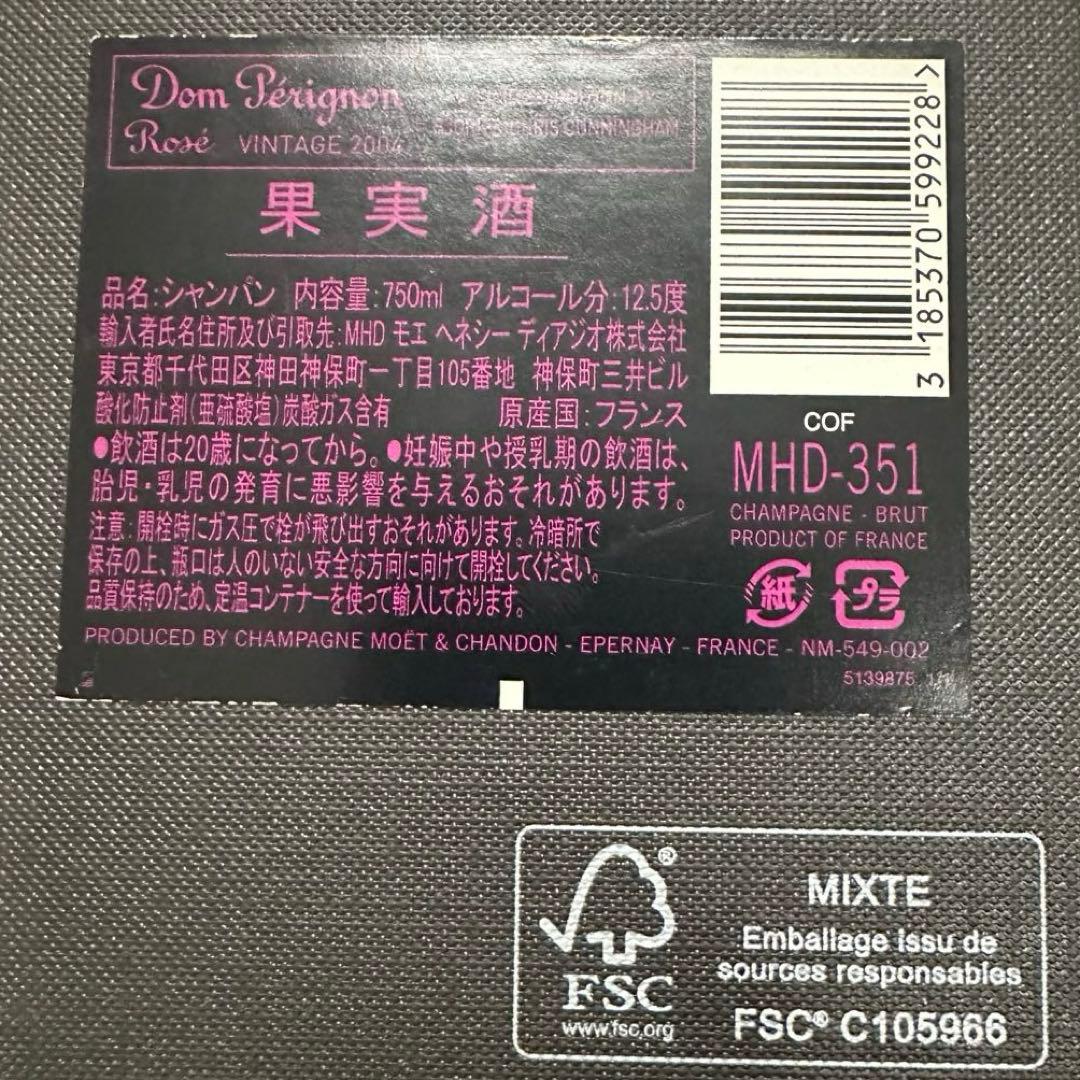 Dom Pérignon
Rosé VINTAGE 2004
CHRIS CUNNINGHAM
果実酒
品名:シャンパン 内容量:750ml アルコール分:12.5度
輸入者氏名住所及び引取先:MHD モエ ヘネシー ディアジオ株式会社
東京都千代田区神田神保町一丁目105番地 神保町三井ビル
酸化防止剤(亜硫酸塩)炭酸ガス含有 原産国:フランス
●飲酒は20歳になってから。●妊娠中や授乳期の飲酒は、
胎児・乳児の発育に悪影響を与えるおそれがあります。
注意:開栓時にガス圧で栓が飛び出すおそれがあります。冷暗所で
保存の上、瓶口は人のいない安全な方向に向けて開栓してください。
品質保持のため、定温コンテナーを使って輸入しております。
PRODUCED BY CHAMPAGNE MOËT & CHANDON - EPERNAY - FRANCE - NM-549-002
5139875
3 185370 599228 >
COF
MHD-351
CHAMPAGNE - BRUT
PRODUCT OF FRANCE
紙 プラ
FSC
www.fsc.org
MIXTE
Emballage issu de
sources responsables
FSC® C105966